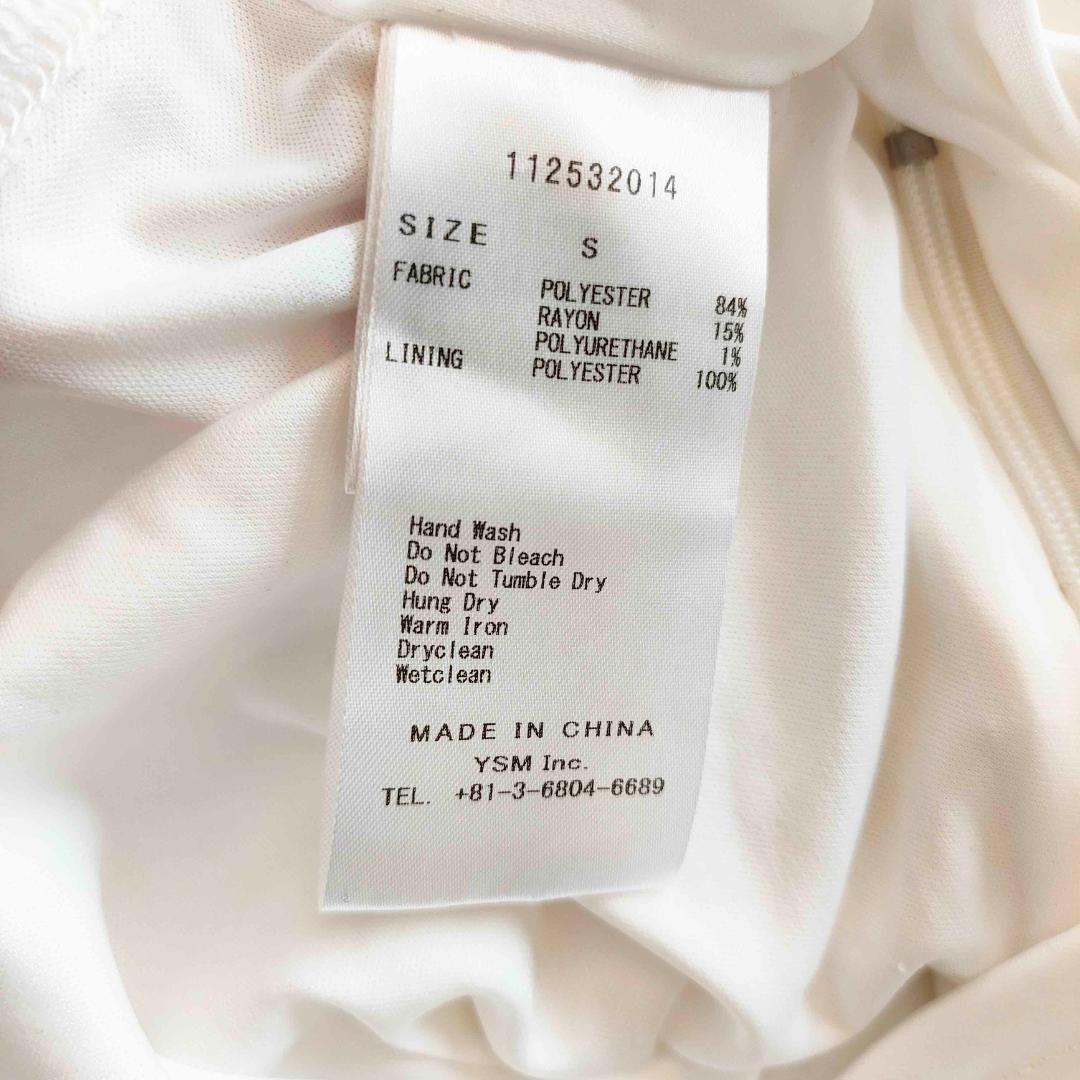 112532014
SIZE S
FABRIC POLYESTER 84%
RAYON 15%
POLYURETHANE 1%
LINING POLYESTER 100%
Hand Wash
Do Not Bleach
Do Not Tumble Dry
Hung Dry
Warm Iron
Dryclean
Wetclean
MADE IN CHINA
YSM Inc.
TEL. +81-3-6804-6689